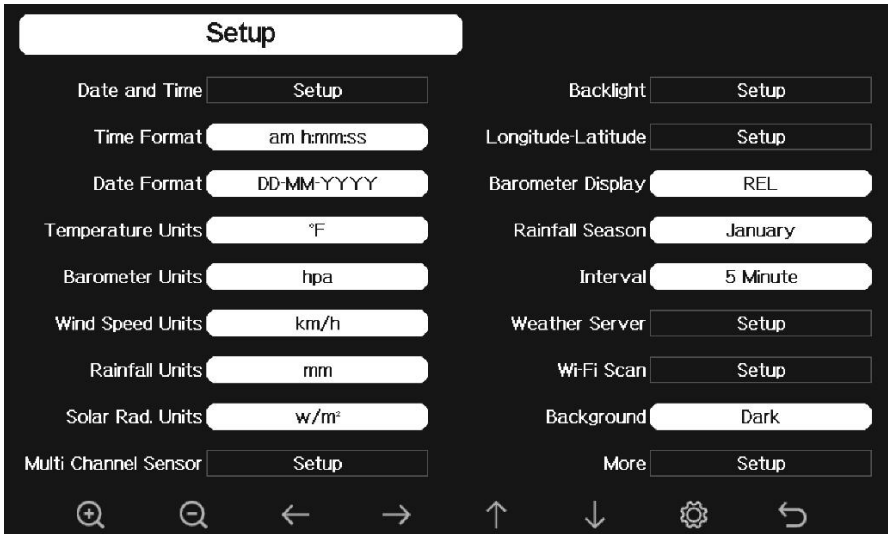 Setup
Date and Time Setup
Time Format am h:mm:ss
Date Format DD-MM-YYYY
Temperature Units °F
Barometer Units hpa
Wind Speed Units km/h
Rainfall Units mm
Solar Rad. Units w/m²
Multi Channel Sensor Setup
Backlight Setup
Longitude-Latitude Setup
Barometer Display REL
Rainfall Season January
Interval 5 Minute
Weather Server Setup
Wi-Fi Scan Setup
Background Dark
More Setup